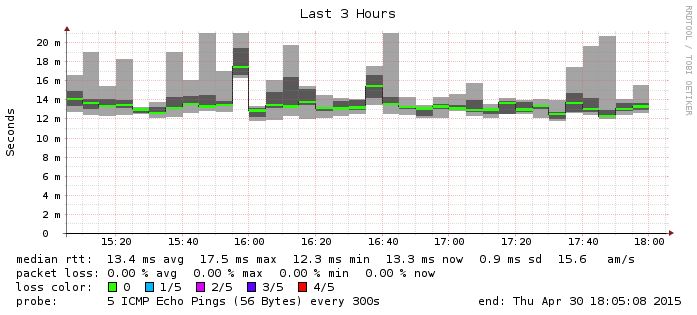 Last 3 Hours
RRDTOOL / TOBI OETIKER
Seconds
20 m
18 m
16 m
14 m
12 m
10 m
8 m
6 m
4 m
2 m
0
15:20 15:40 16:00 16:20 16:40 17:00 17:20 17:40 18:00
median rtt: 13.4 ms avg 17.5 ms max 12.3 ms min 13.3 ms now 0.9 ms sd 15.6 am/s
packet loss: 0.00 % avg 0.00 % max 0.00 % min 0.00 % now
loss color: 0 1/5 2/5 3/5 4/5
probe: 5 ICMP Echo Pings (56 Bytes) every 300s end: Thu Apr 30 18:05:08 2015